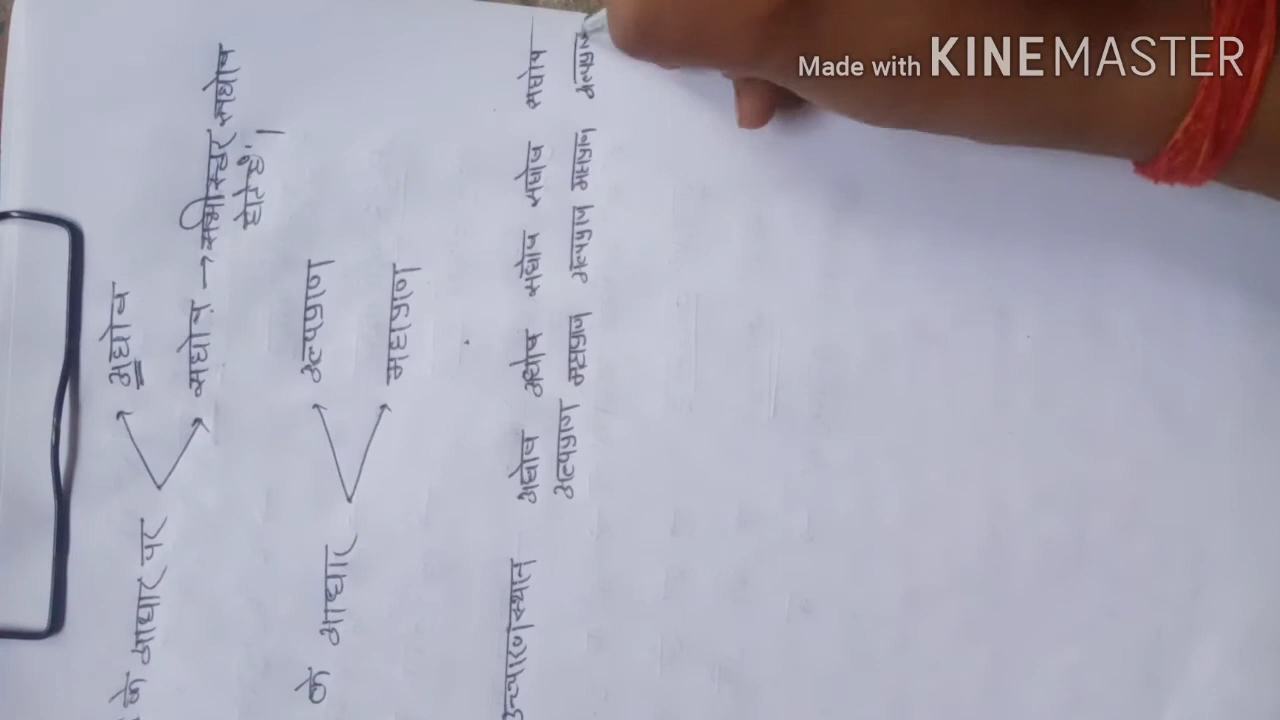 Made with KINEMASTER
के आधार पर
अघोष
सघोष → सभी स्वर सघोष
होते हैं।
के आधार
अल्पप्राण
महाप्राण
उच्चारण स्थान अघोष अघोष सघोष सघोष सघोष
अल्पप्राण महाप्राण अल्पप्राण महाप्राण